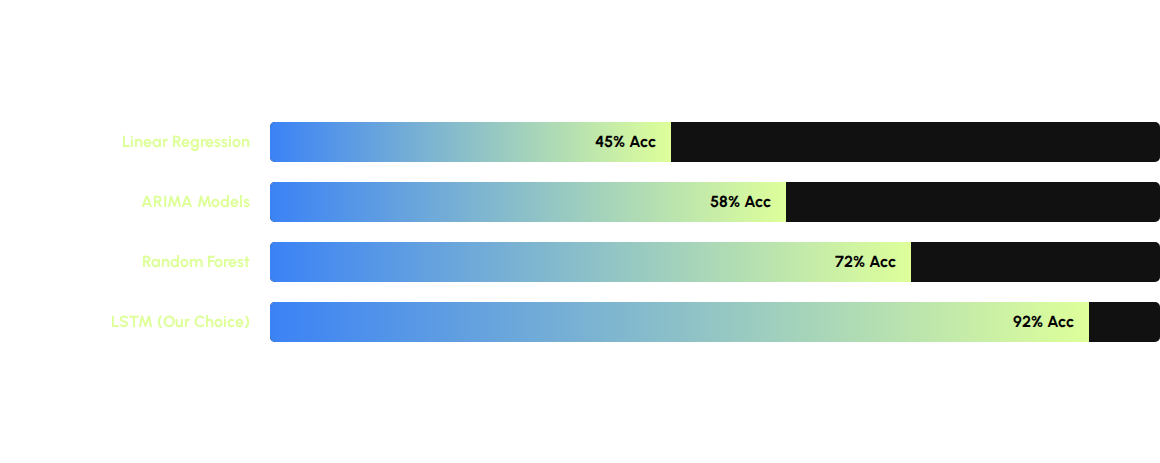 Linear Regression 45% Acc
ARIMA Models 58% Acc
Random Forest 72% Acc
LSTM (Our Choice) 92% Acc